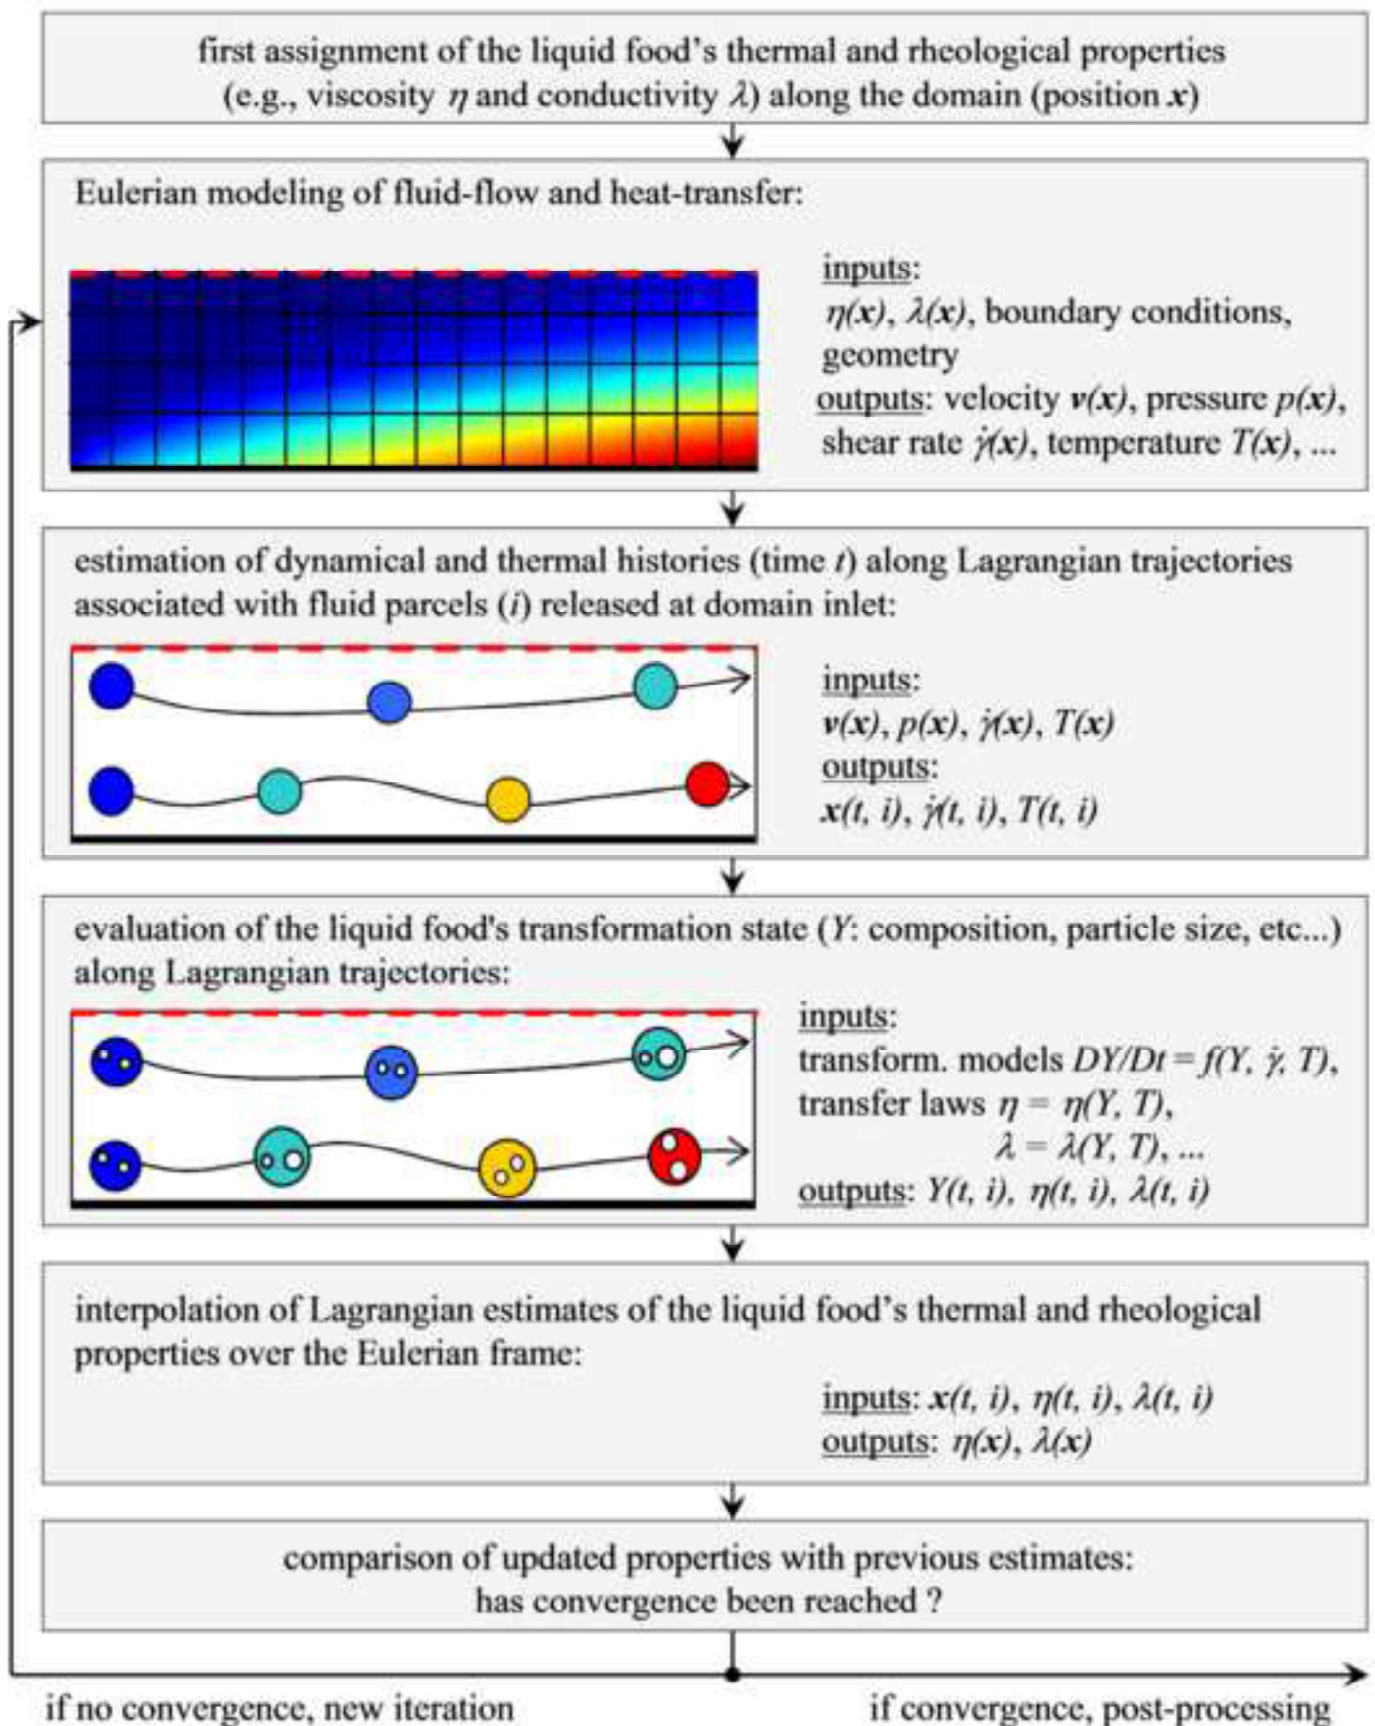 first assignment of the liquid food’s thermal and rheological properties
(e.g., viscosity η and conductivity λ) along the domain (position x)
Eulerian modeling of fluid-flow and heat-transfer:
inputs:
η(x), λ(x), boundary conditions,
geometry
outputs: velocity v(x), pressure p(x),
shear rate γ̇(x), temperature T(x), ...
estimation of dynamical and thermal histories (time t) along Lagrangian trajectories
associated with fluid parcels (i) released at domain inlet:
inputs:
v(x), p(x), γ̇(x), T(x)
outputs:
x(t, i), γ̇(t, i), T(t, i)
evaluation of the liquid food's transformation state (Y: composition, particle size, etc...)
along Lagrangian trajectories:
inputs:
transform. models DY/Dt = f(Y, γ̇, T),
transfer laws η = η(Y, T),
λ = λ(Y, T), ...
outputs: Y(t, i), η(t, i), λ(t, i)
interpolation of Lagrangian estimates of the liquid food’s thermal and rheological
properties over the Eulerian frame:
inputs: x(t, i), η(t, i), λ(t, i)
outputs: η(x), λ(x)
comparison of updated properties with previous estimates:
has convergence been reached ?
if no convergence, new iteration
if convergence, post-processing